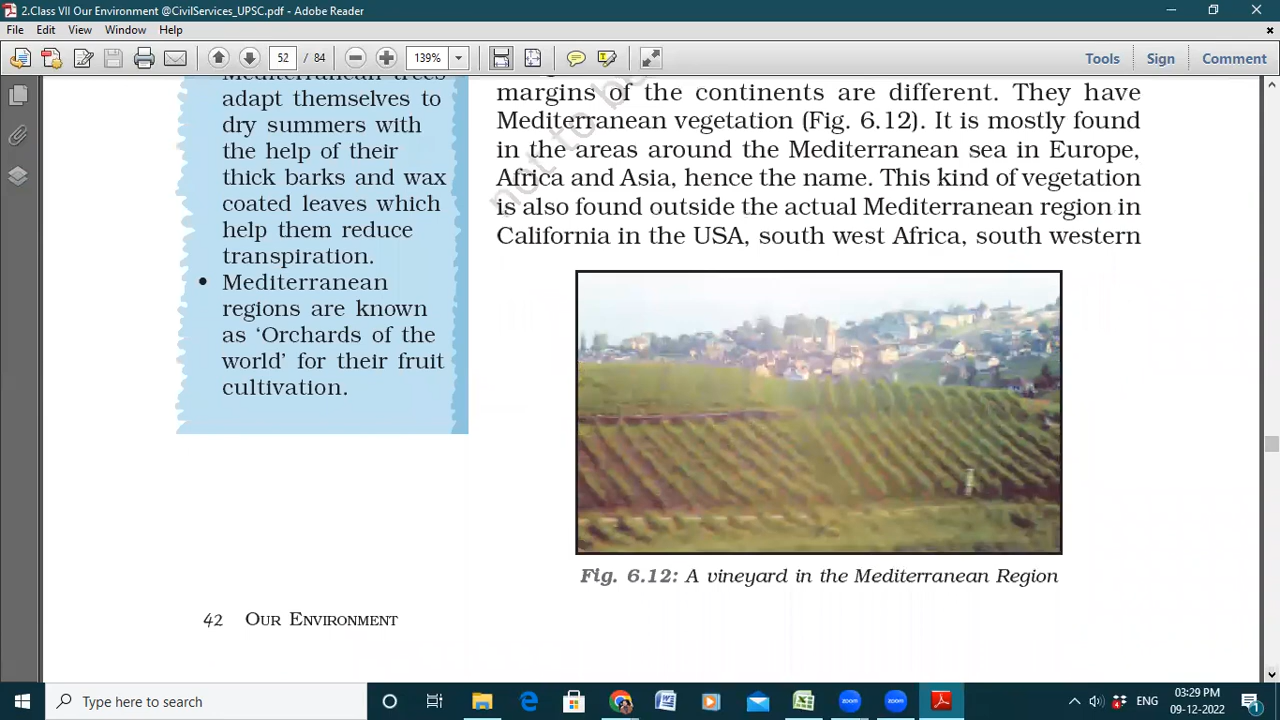 2.Class VII Our Environment @CivilServices_UPSC.pdf - Adobe Reader
File Edit View Window Help
52 / 84 139% Tools Sign Comment
Mediterranean trees
adapt themselves to
dry summers with
the help of their
thick barks and wax
coated leaves which
help them reduce
transpiration.
• Mediterranean
regions are known
as ‘Orchards of the
world’ for their fruit
cultivation.
margins of the continents are different. They have
Mediterranean vegetation (Fig. 6.12). It is mostly found
in the areas around the Mediterranean sea in Europe,
Africa and Asia, hence the name. This kind of vegetation
is also found outside the actual Mediterranean region in
California in the USA, south west Africa, south western
not to be
Fig. 6.12: A vineyard in the Mediterranean Region
42 OUR ENVIRONMENT
Type here to search
ENG
03:29 PM
09-12-2022
1